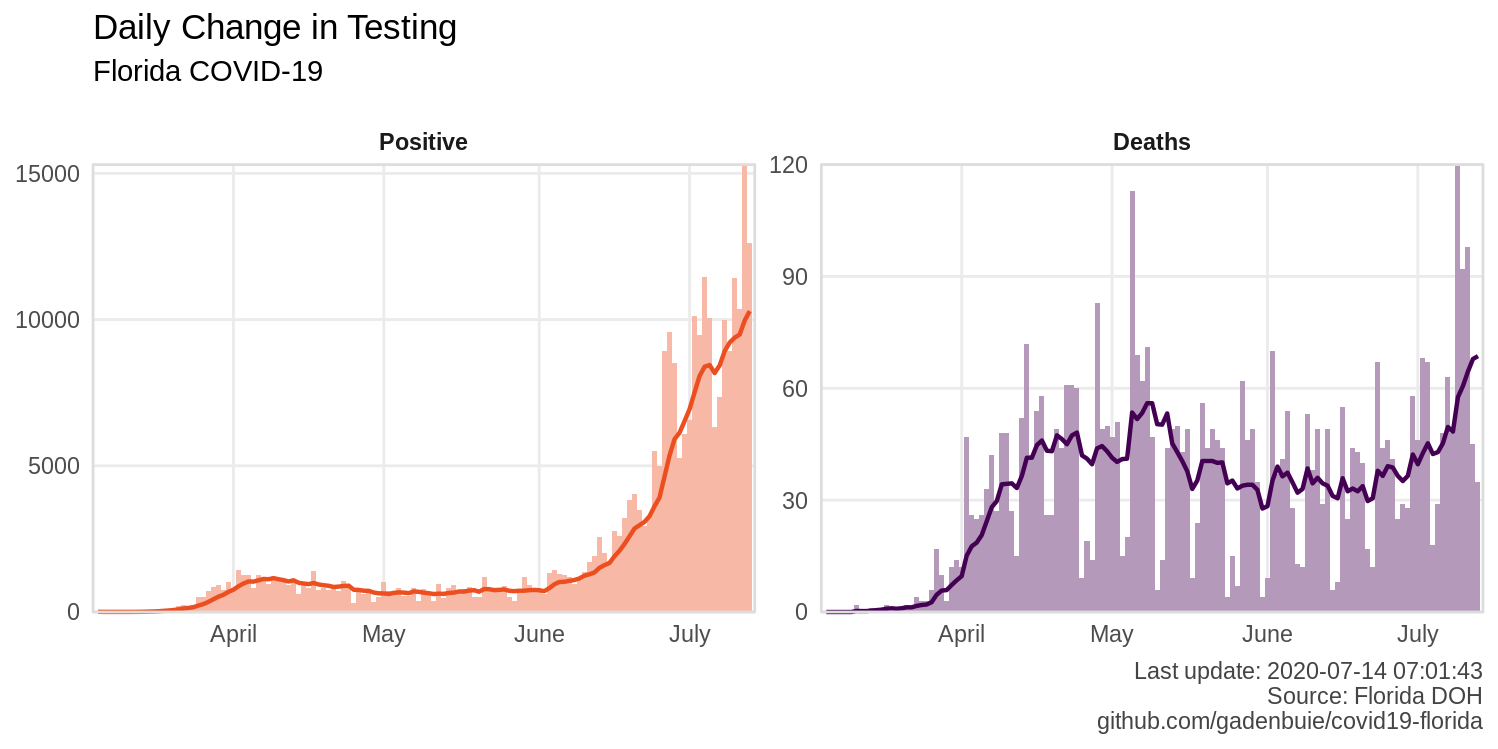 Daily Change in Testing
Florida COVID-19
Positive
15000
10000
5000
0
April May June July
Deaths
120
90
60
30
0
April May June July
Last update: 2020-07-14 07:01:43
Source: Florida DOH
github.com/gadenbuie/covid19-florida